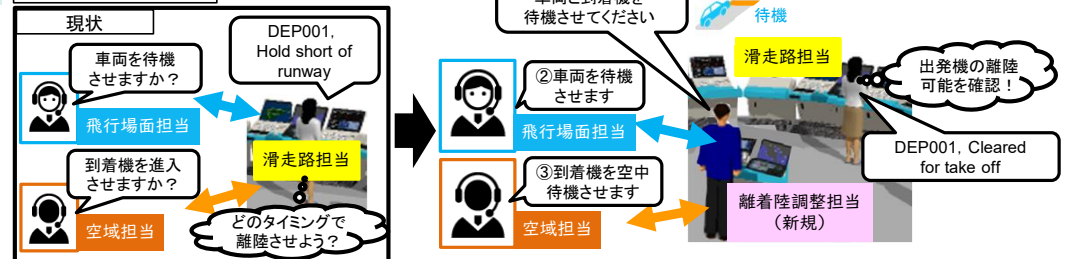 現状
車両を待機
させますか？
DEP001,
Hold short of
runway
飛行場面担当
到着機を進入
させますか？
滑走路担当
空域担当
どのタイミングで
離陸させよう？
待機させてください
待機
②車両を待機
させます
飛行場面担当
③到着機を空中
待機させます
空域担当
滑走路担当
出発機の離陸
可能を確認！
DEP001, Cleared
for take off
離着陸調整担当
（新規）